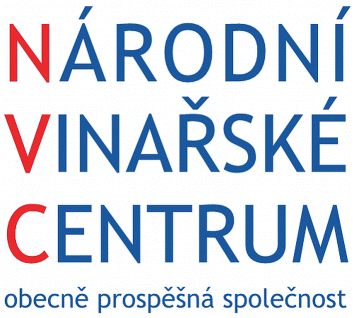 NÁRODNÍ
VINAŘSKÉ
CENTRUM
obecně prospěšná společnost